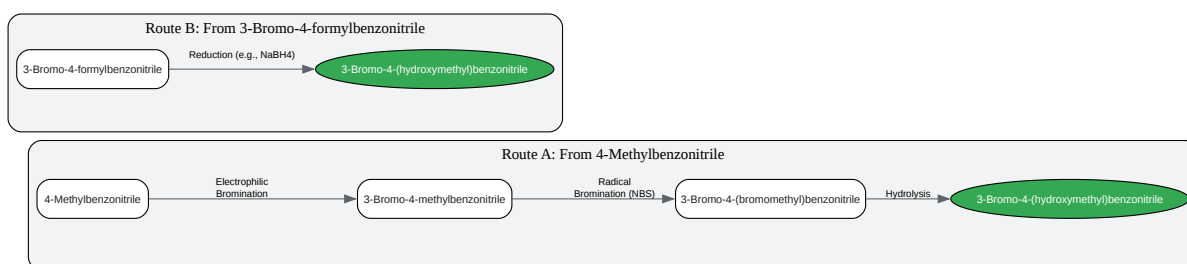 Route B: From 3-Bromo-4-formylbenzonitrile
3-Bromo-4-formylbenzonitrile
Reduction (e.g., NaBH4)
3-Bromo-4-(hydroxymethyl)benzonitrile
Route A: From 4-Methylbenzonitrile
4-Methylbenzonitrile
Electrophilic
Bromination
3-Bromo-4-methylbenzonitrile
Radical
Bromination (NBS)
3-Bromo-4-(bromomethyl)benzonitrile
Hydrolysis
3-Bromo-4-(hydroxymethyl)benzonitrile